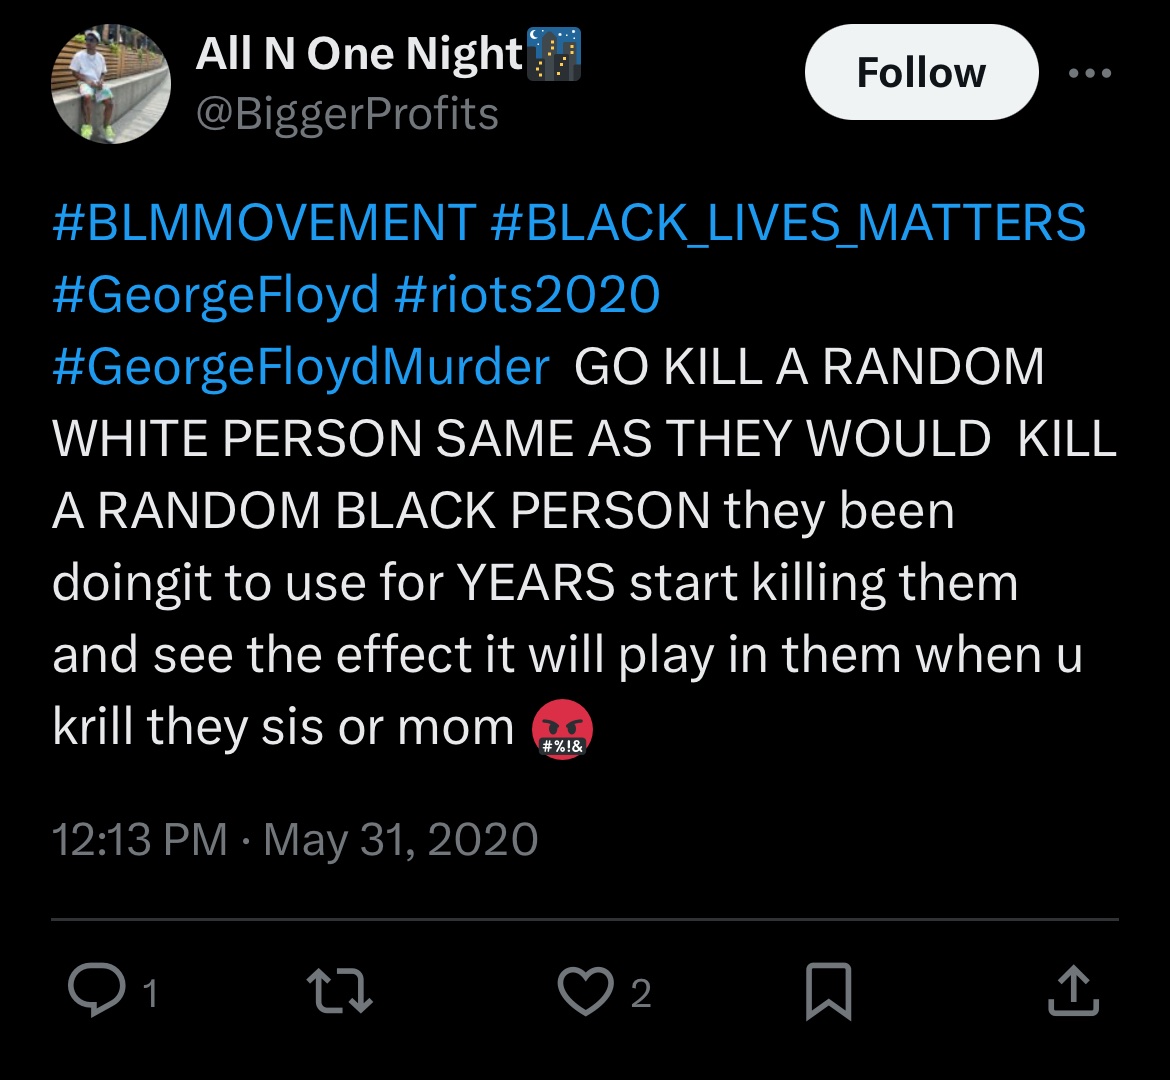 All N One Night🌃
@BiggerProfits
Follow
#BLMMOVEMENT #BLACK_LIVES_MATTERS
#GeorgeFloyd #riots2020
#GeorgeFloydMurder  GO KILL A RANDOM
WHITE PERSON SAME AS THEY WOULD  KILL
A RANDOM BLACK PERSON they been
doingit to use for YEARS start killing them
and see the effect it will play in them when u
krill they sis or mom 🤬
12:13 PM · May 31, 2020
1
2